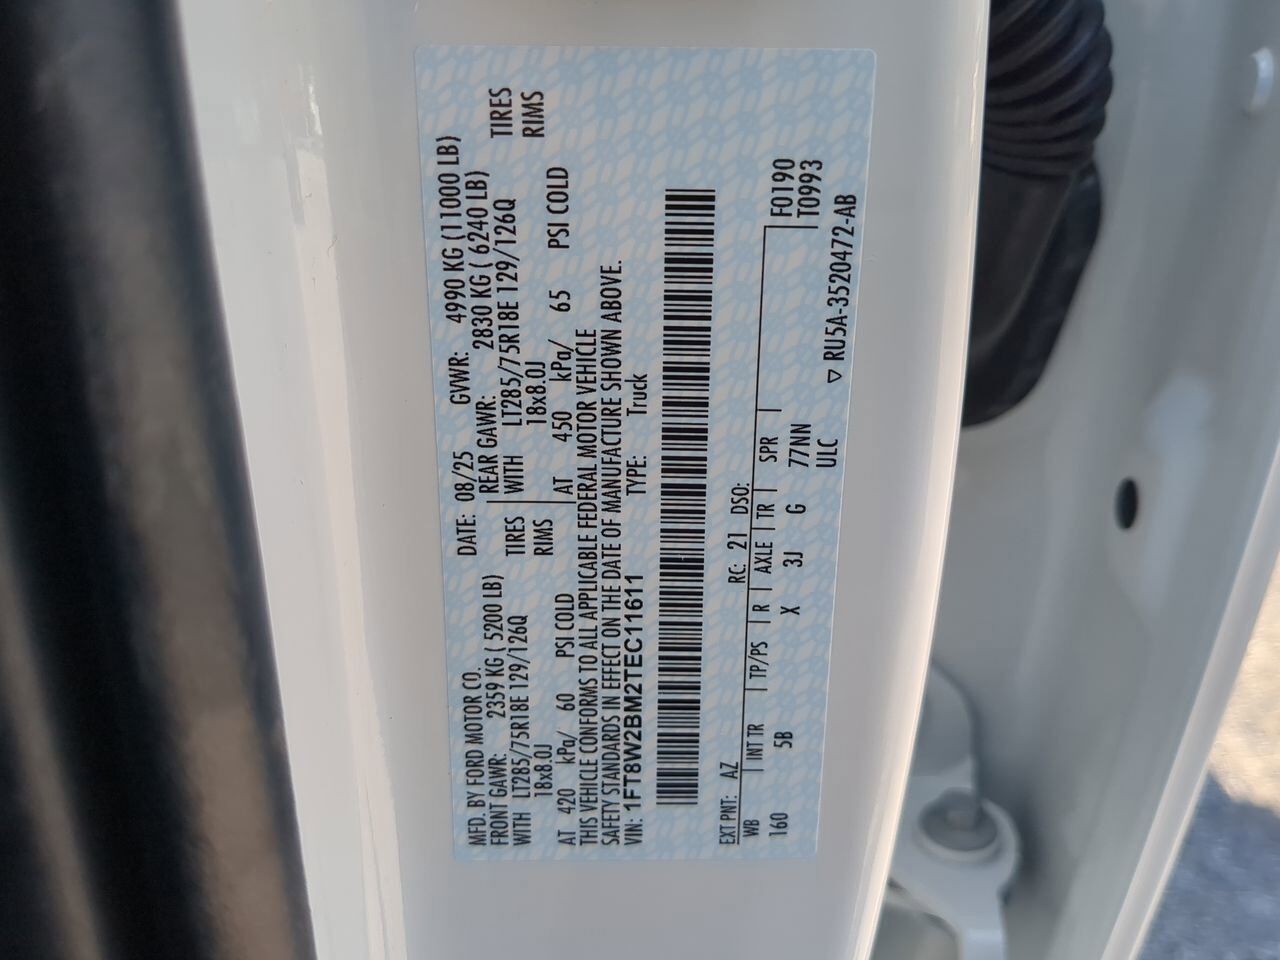 MFD. BY FORD MOTOR CO. DATE: 08/25 GVWR: 4990 KG (11000 LB)
FRONT GAWR: 2359 KG ( 5200 LB) REAR GAWR: 2830 KG ( 6240 LB)
WITH LT285/75R18E 129/126Q TIRES WITH LT285/75R18E 129/126Q TIRES
18x8.0J RIMS 18x8.0J RIMS
AT 420 kPa/ 60 PSI COLD AT 450 kPa/ 65 PSI COLD
THIS VEHICLE CONFORMS TO ALL APPLICABLE FEDERAL MOTOR VEHICLE
SAFETY STANDARDS IN EFFECT ON THE DATE OF MANUFACTURE SHOWN ABOVE.
VIN: 1FT8W2BM2TEC11611 TYPE: Truck
EXT PNT: AZ RC: 21 DSO:
WB INT TR TP/PS R AXLE TR SPR F0190
160 5B X 3J G 77NN T0993
ULC
▽ RU5A-3520472-AB